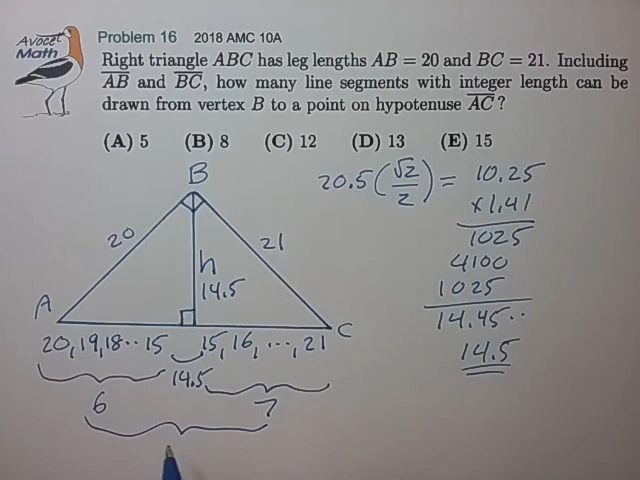 Avocet
Math
Problem 16 2018 AMC 10A
Right triangle ABC has leg lengths AB = 20 and BC = 21. Including
AB and BC, how many line segments with integer length can be
drawn from vertex B to a point on hypotenuse AC?
(A) 5 (B) 8 (C) 12 (D) 13 (E) 15
B
20.5(√2/2) = 10.25
x1.41
1025
4100
1025
14.45..
14.5
20
21
h
14.5
A
C
20,19,18..15
15,16,...,21
14.5
6
7